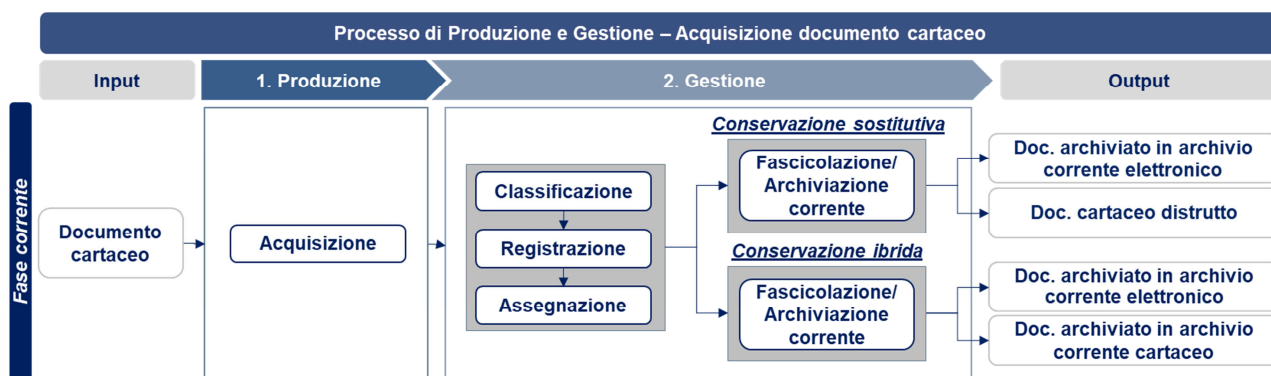 Processo di Produzione e Gestione – Acquisizione documento cartaceo
Input
1. Produzione
2. Gestione
Output
Fase corrente
Documento
cartaceo
Acquisizione
Classificazione
Registrazione
Assegnazione
Conservazione sostitutiva
Fascicolazione/
Archiviazione
corrente
Conservazione ibrida
Fascicolazione/
Archiviazione
corrente
Doc. archiviato in archivio
corrente elettronico
Doc. cartaceo distrutto
Doc. archiviato in archivio
corrente elettronico
Doc. archiviato in archivio
corrente cartaceo